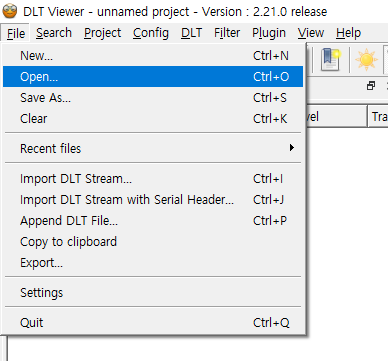 DLT Viewer - unnamed project - Version : 2.21.0 release
File Search Project Config DLT Filter Plugin View Help
New... Ctrl+N
Open... Ctrl+O
Save As... Ctrl+S
Clear Ctrl+K
Recent files
Import DLT Stream... Ctrl+I
Import DLT Stream with Serial Header... Ctrl+J
Append DLT File... Ctrl+P
Copy to clipboard
Export...
Settings
Quit Ctrl+Q